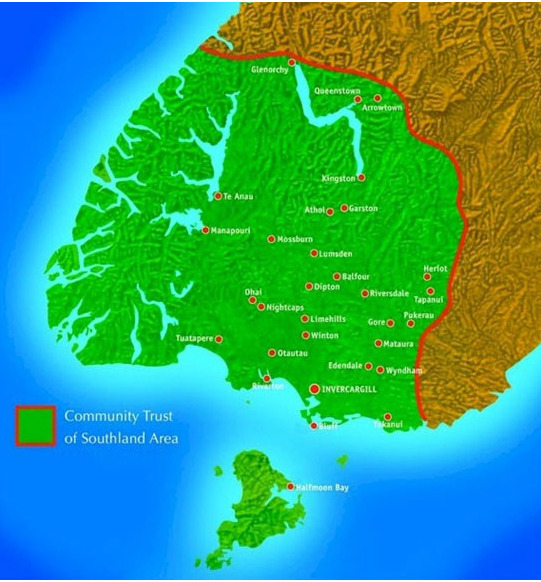 Glenorchy
Queenstown
Arrowtown
Kingston
Te Anau
Athol
Garston
Manapouri
Mossburn
Lumsden
Balfour
Heriot
Dipton
Riversdale
Tapanui
Ohai
Nightcaps
Limehills
Gore
Pukerau
Winton
Tuatapere
Mataura
Otautau
Edendale
Wyndham
Riverton
INVERCARGILL
Community Trust
of Southland Area
Tokanui
Bluff
Halfmoon Bay